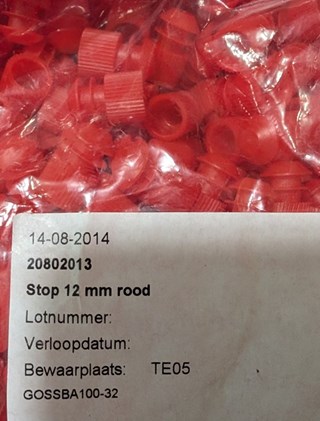 14-08-2014
20802013
Stop 12 mm rood
Lotnummer:
Verloopdatum:
Bewaarplaats: TE05
GOSSBA100-32